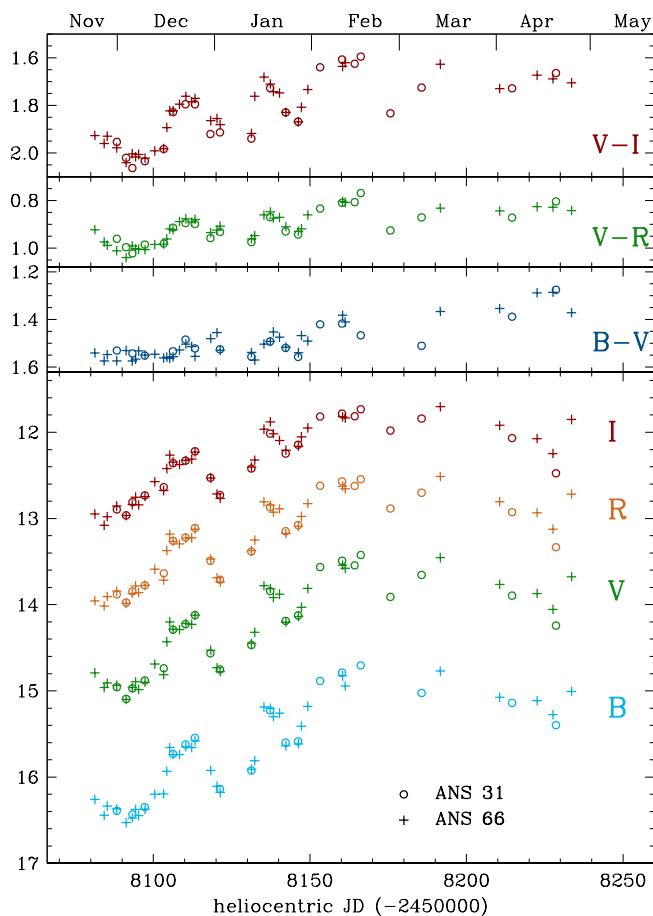 Nov Dec Jan Feb Mar Apr May
1.6
1.8
2.0
V−I
0.8
1.0
V−R
1.2
1.4
1.6
B−V
12
I
13
R
14
V
15
B
16
ANS 31
ANS 66
17
8100 8150 8200 8250
heliocentric JD (−2450000)